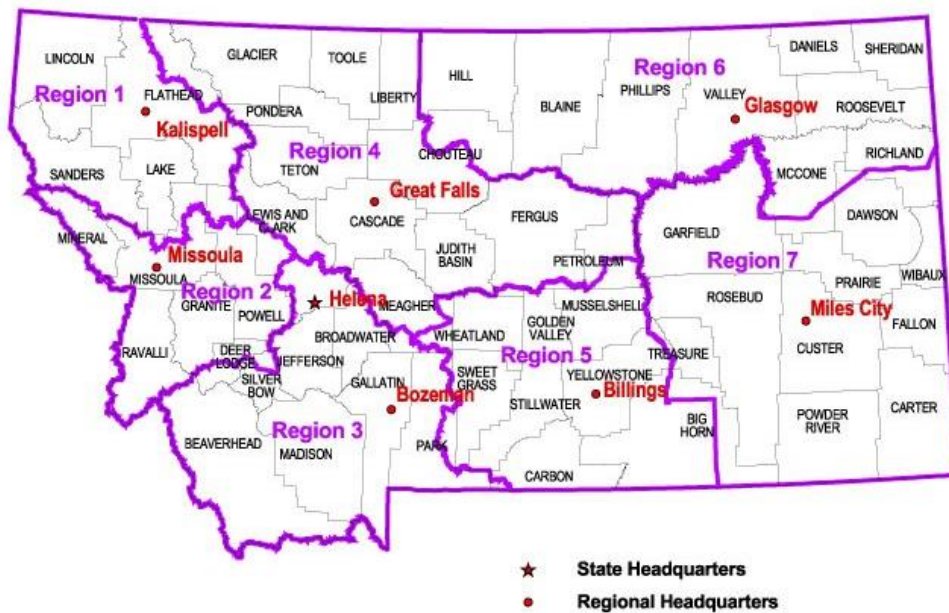 LINCOLN
GLACIER
TOOLE
DANIELS
SHERIDAN
HILL
Region 6
Region 1
FLATHEAD
LIBERTY
BLAINE
PHILLIPS
VALLEY
Glasgow
ROOSEVELT
PONDERA
Kalispell
Region 4
CHOUTEAU
RICHLAND
SANDERS
LAKE
TETON
MCCONE
Great Falls
LEWIS AND
CLARK
CASCADE
FERGUS
DAWSON
MINERAL
GARFIELD
Missoula
MISSOULA
JUDITH
BASIN
PETROLEUM
Region 7
PRAIRIE
WIBAUX
Region 2
GRANITE
POWELL
Helena
MEAGHER
MUSSELSHELL
ROSEBUD
Miles City
BROADWATER
WHEATLAND
GOLDEN
VALLEY
FALLON
RAVALLI
DEER
LODGE
JEFFERSON
Region 5
TREASURE
CUSTER
SILVER
BOW
GALLATIN
Bozeman
SWEET
GRASS
YELLOWSTONE
Billings
STILLWATER
CARTER
BEAVERHEAD
Region 3
MADISON
PARK
BIG
HORN
POWDER
RIVER
CARBON
State Headquarters
Regional Headquarters